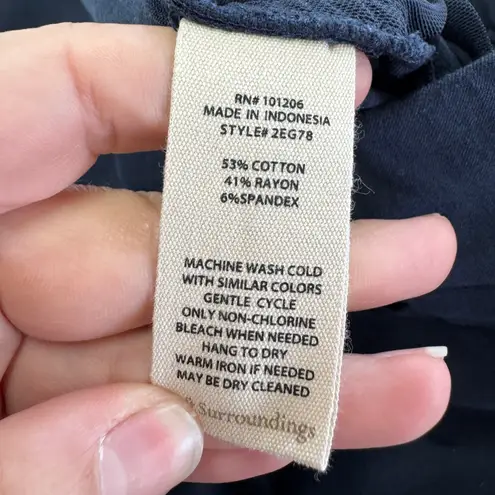 RN# 101206
MADE IN INDONESIA
STYLE# 2EG78
53% COTTON
41% RAYON
6%SPANDEX
MACHINE WASH COLD
WITH SIMILAR COLORS
GENTLE CYCLE
ONLY NON-CHLORINE
BLEACH WHEN NEEDED
HANG TO DRY
WARM IRON IF NEEDED
MAY BE DRY CLEANED
& Surroundings